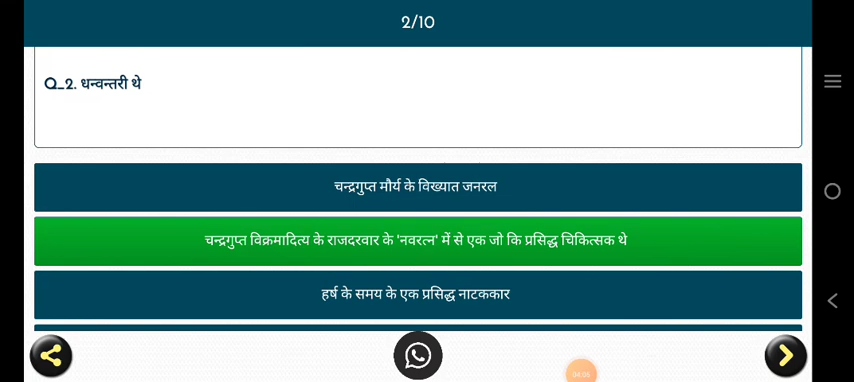 2/10
Q_2. धन्वन्तरी थे
चन्द्रगुप्त मौर्य के विख्यात जनरल
चन्द्रगुप्त विक्रमादित्य के राजदरवार के 'नवरत्न' में से एक जो कि प्रसिद्ध चिकित्सक थे
हर्ष के समय के एक प्रसिद्ध नाटककार